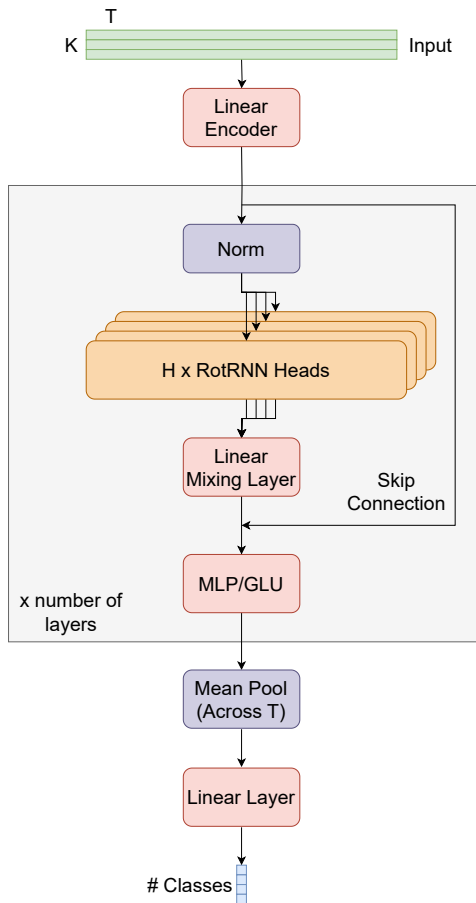 T
K
Input
Linear
Encoder
Norm
H x RotRNN Heads
Linear
Mixing Layer
Skip
Connection
MLP/GLU
x number of
layers
Mean Pool
(Across T)
Linear Layer
# Classes